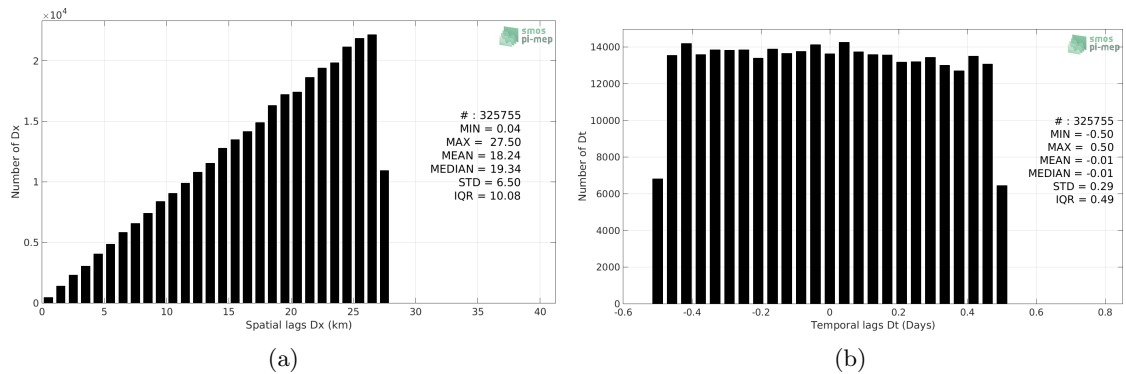 ×10⁴
2
1.5
1
0.5
0
0 5 10 15 20 25 30 35 40
Number of Dx
Spatial lags Dx (km)
smos
pi-mep
# : 325755
MIN = 0.04
MAX = 27.50
MEAN = 18.24
MEDIAN = 19.34
STD = 6.50
IQR = 10.08
(a)
14000
12000
10000
8000
6000
4000
2000
0
-0.6 -0.4 -0.2 0 0.2 0.4 0.6 0.8
Number of Dt
Temporal lags Dt (Days)
smos
pi-mep
# : 325755
MIN = -0.50
MAX = 0.50
MEAN = -0.01
MEDIAN = -0.01
STD = 0.29
IQR = 0.49
(b)